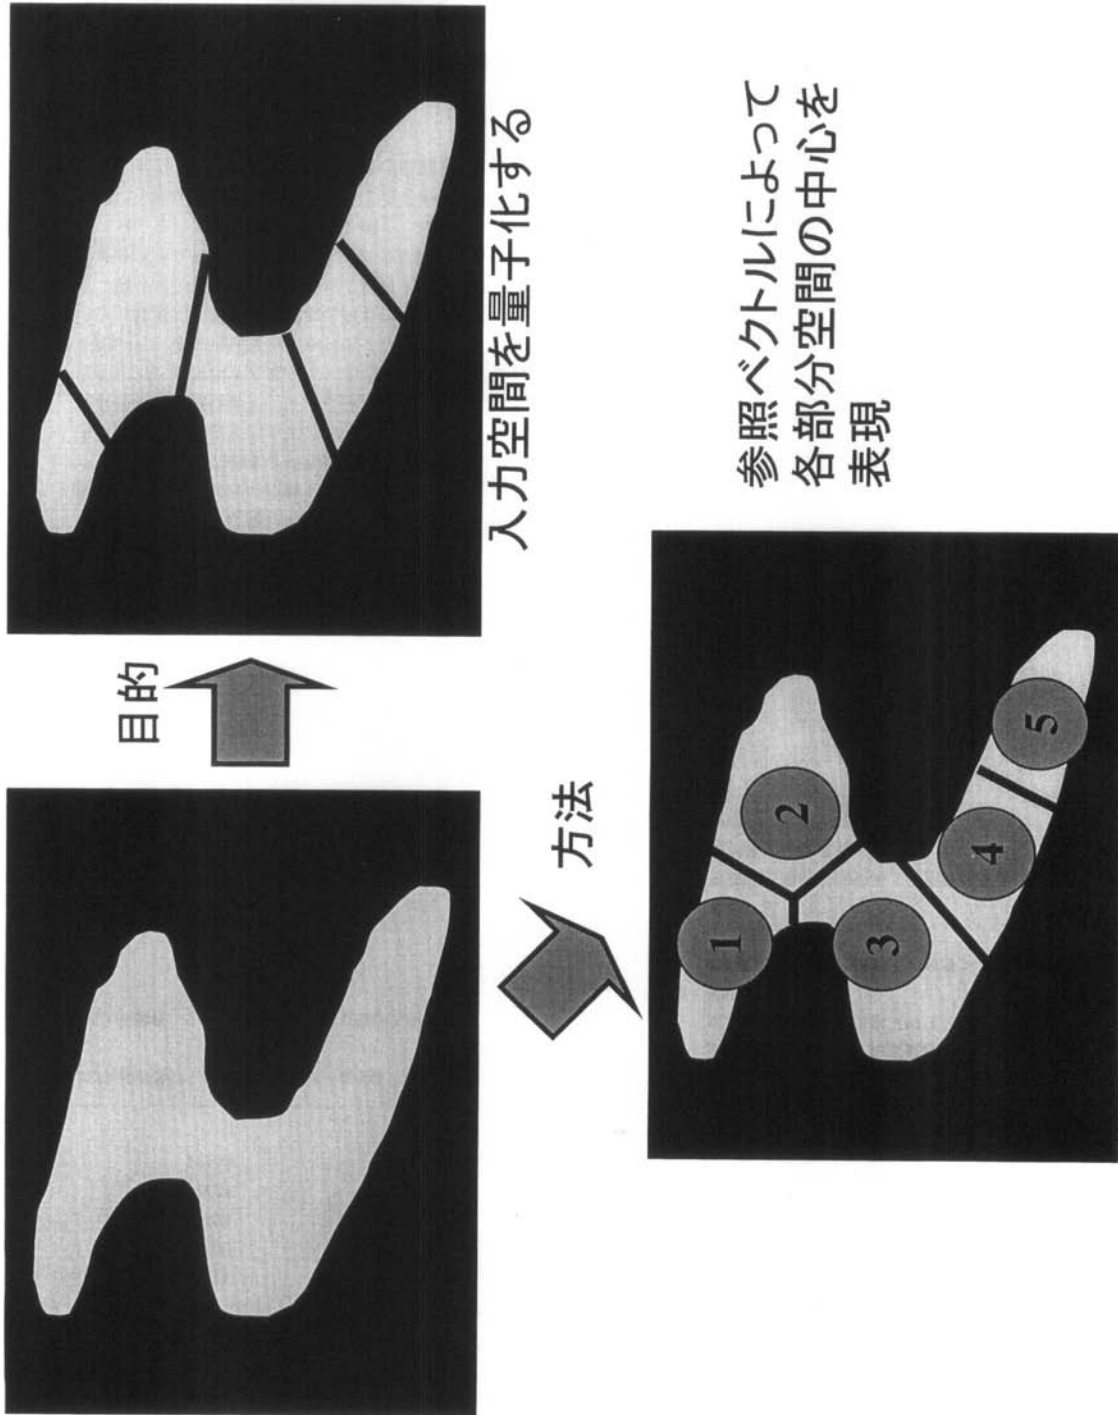 目的
入力空間を量子化する
方法
1
2
3
4
5
参照ベクトルによって
各部分空間の中心を
表現